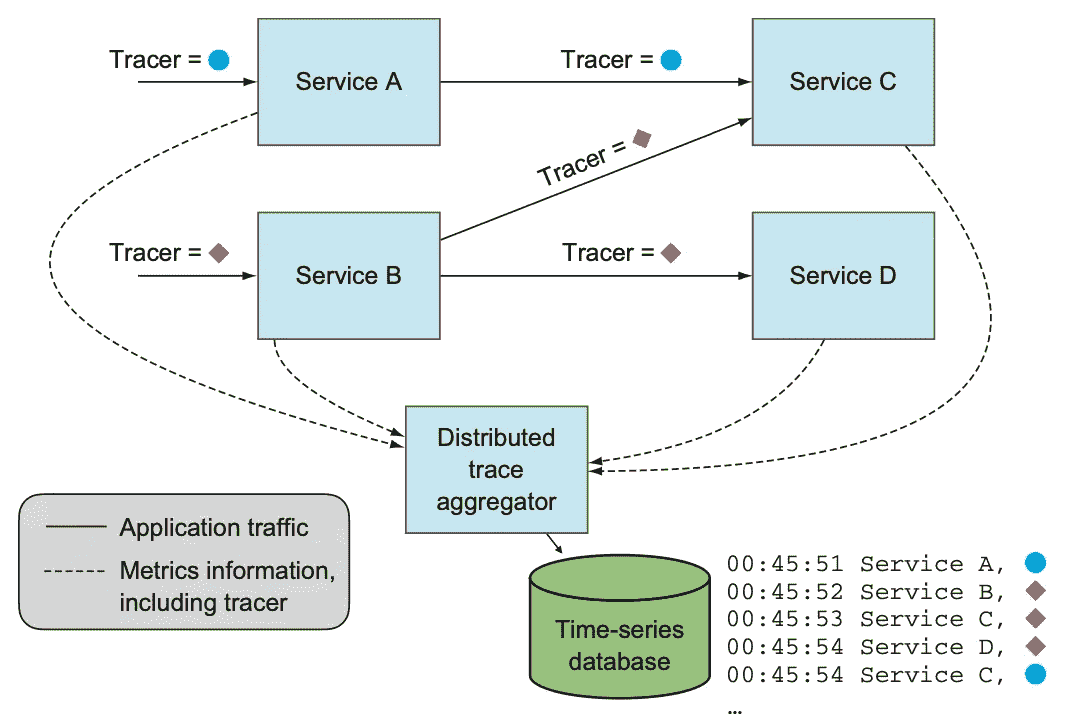 Tracer =
Service A
Tracer =
Service C
Tracer =
Tracer =
Service B
Tracer =
Service D
Distributed
trace
aggregator
Application traffic
Metrics information,
including tracer
Time-series
database
00:45:51 Service A,
00:45:52 Service B,
00:45:53 Service C,
00:45:54 Service D,
00:45:54 Service C,
…